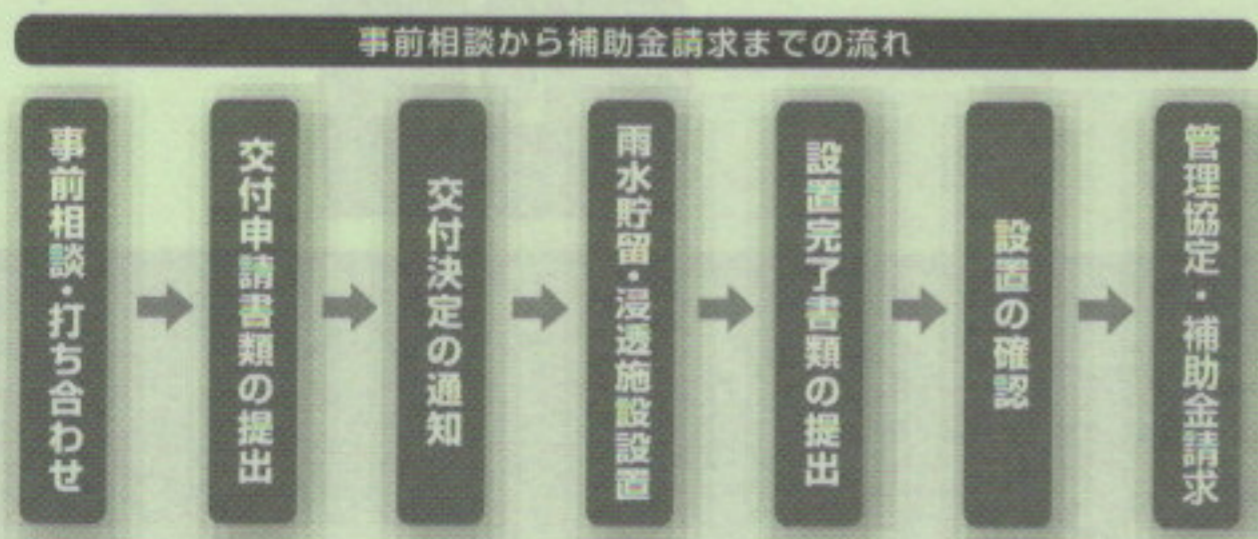 事前相談から補助金請求までの流れ
事前相談・打ち合わせ
交付申請書類の提出
交付決定の通知
雨水貯留・浸透施設設置
設置完了書類の提出
設置の確認
管理協定・補助金請求